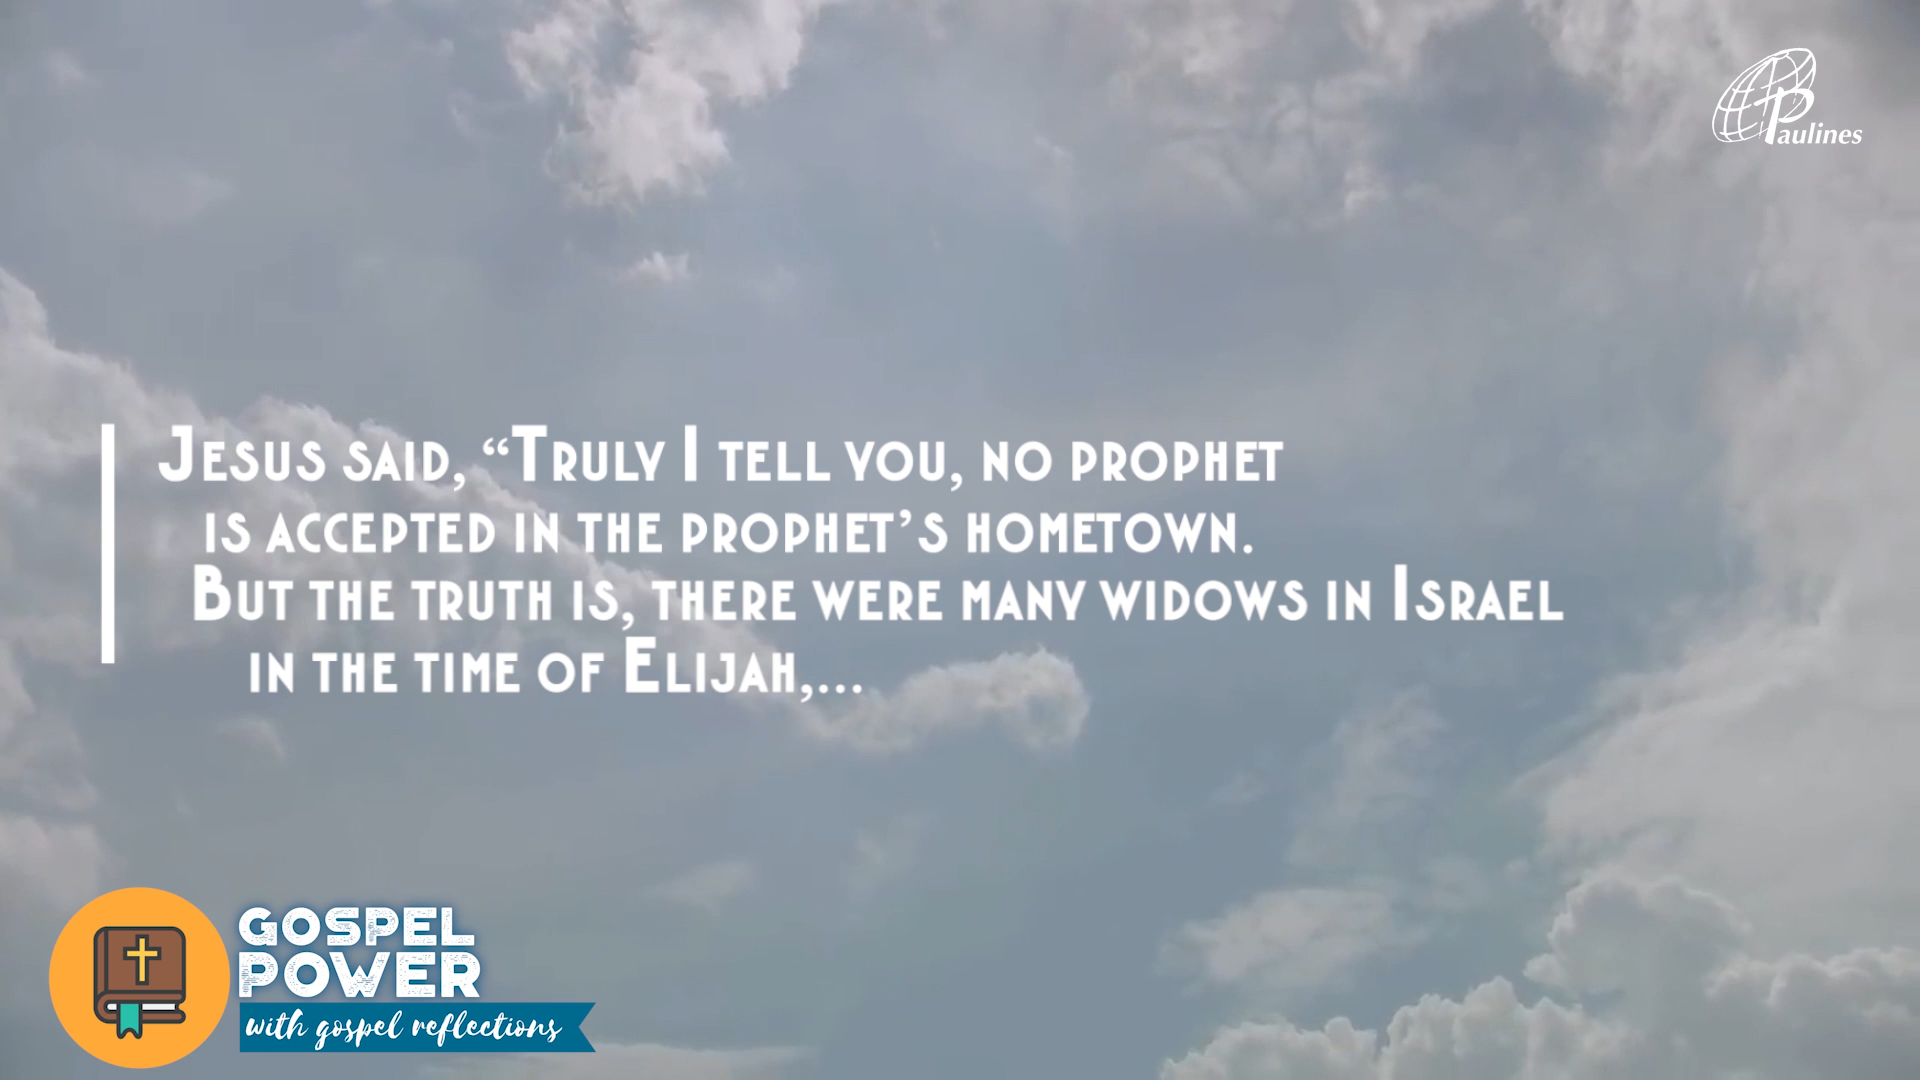 Paulines
Jesus said, “Truly I tell you, no prophet
is accepted in the prophet’s hometown.
But the truth is, there were many widows in Israel
in the time of Elijah,...
GOSPEL
POWER
with gospel reflections